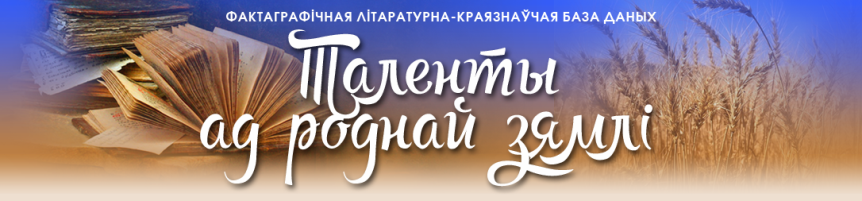 ФАКТАГРАФІЧНАЯ ЛІТАРАТУРНА-КРАЯЗНАЎЧАЯ БАЗА ДАНЫХ
Таленты
ад роднай зямлі